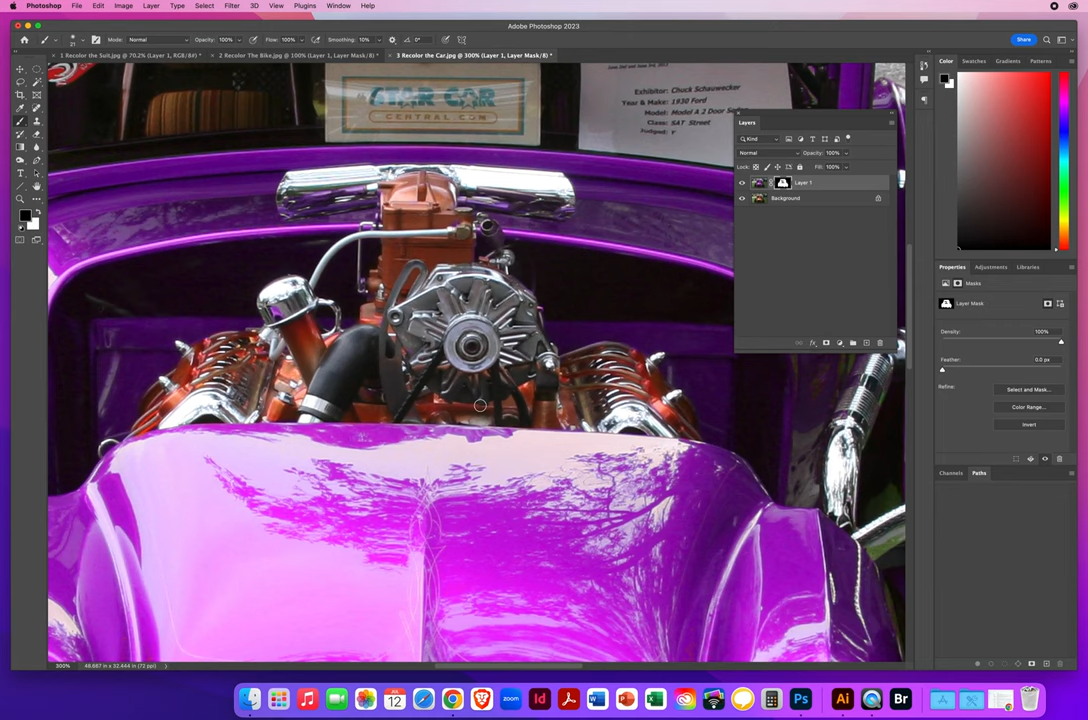 Photoshop File Edit Image Layer Type Select Filter 3D View Plugins Window Help
Adobe Photoshop 2023
21 Mode: Normal Opacity: 100% Flow: 100% Smoothing: 10% 0° Share
1 Recolor the Suit.jpg @ 70.2% (Layer 1, RGB/8#) *
2 Recolor The Bike.jpg @ 100% (Layer 1, Layer Mask/8) *
3 Recolor the Car.jpg @ 300% (Layer 1, Layer Mask/8) *
STAR CAR
CENTRAL.COM
Exhibitor: Chuck Schauwecker
Year & Make: 1930 Ford
Model: Model A 2 Door
Class: SAT Street
Judged: Y
Layers
Kind
Normal Opacity: 100%
Lock: Fill: 100%
Layer 1
Background
Color Swatches Gradients Patterns
Properties Adjustments Libraries
Masks
Layer Mask
Density: 100%
Feather: 0.0 px
Refine: Select and Mask...
Color Range...
Invert
Channels Paths
300% 48.667 in x 32.444 in (72 ppi)
JUL
12
zoom
Id
W
P
X
Ps
Ai
Br